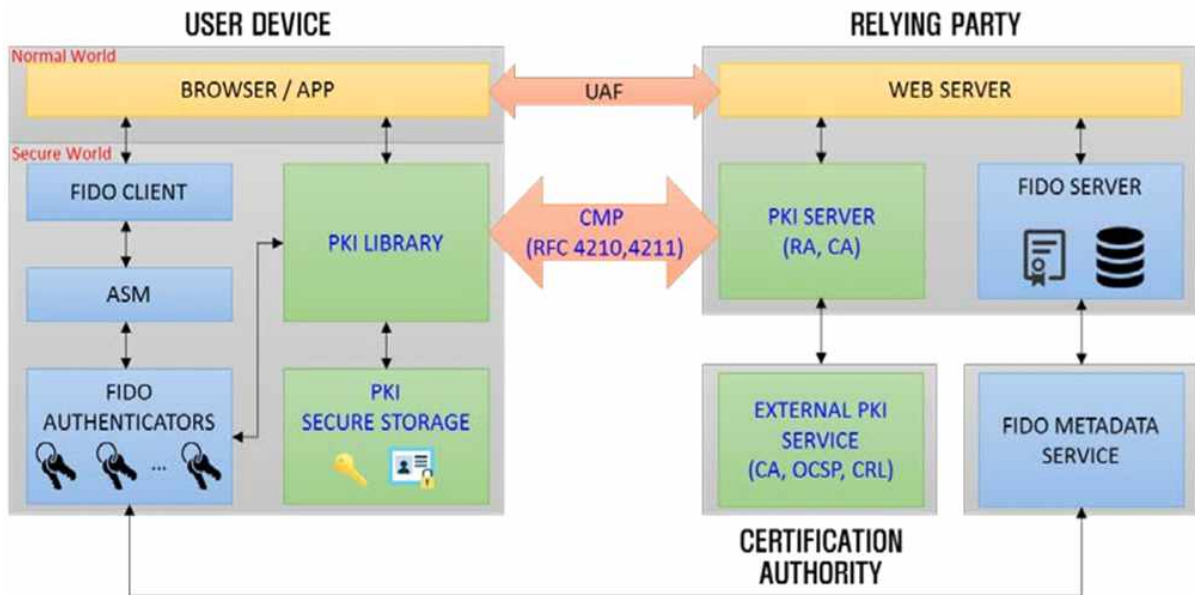 USER DEVICE
RELYING PARTY
Normal World
BROWSER / APP
UAF
WEB SERVER
Secure World
FIDO CLIENT
PKI LIBRARY
CMP
(RFC 4210,4211)
PKI SERVER
(RA, CA)
FIDO SERVER
ASM
FIDO
AUTHENTICATORS
...
PKI
SECURE STORAGE
EXTERNAL PKI
SERVICE
(CA, OCSP, CRL)
FIDO METADATA
SERVICE
CERTIFICATION
AUTHORITY